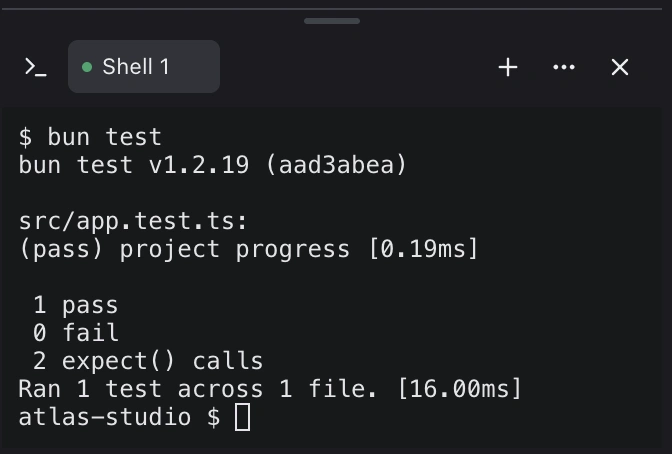 Shell 1
$ bun test
bun test v1.2.19 (aad3abea)
src/app.test.ts:
(pass) project progress [0.19ms]
1 pass
0 fail
2 expect() calls
Ran 1 test across 1 file. [16.00ms]
atlas-studio $